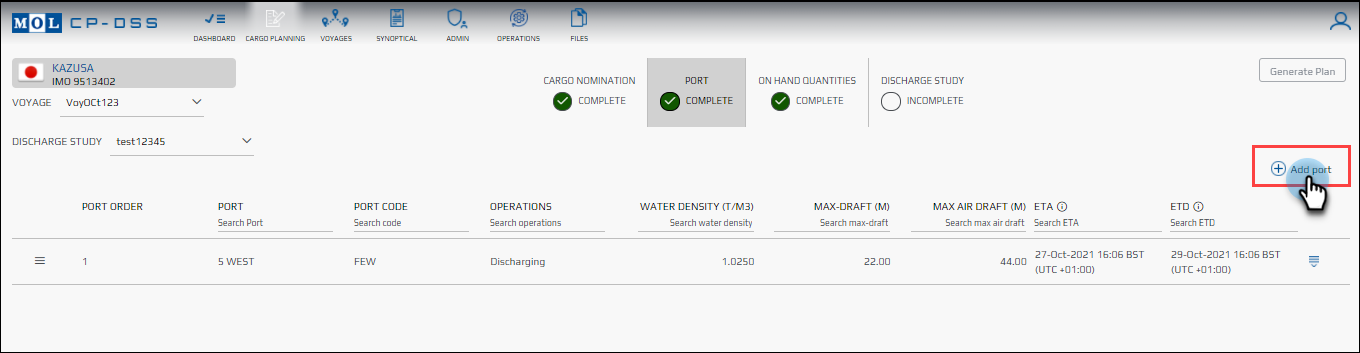 MOL CP-DSS
DASHBOARD CARGO PLANNING VOYAGES SYNOPTICAL ADMIN OPERATIONS FILES
KAZUSA
IMO 9513402
VOYAGE VoyOCt123
DISCHARGE STUDY test12345
CARGO NOMINATION PORT ON HAND QUANTITIES DISCHARGE STUDY
COMPLETE COMPLETE COMPLETE INCOMPLETE
Generate Plan
Add port
PORT ORDER PORT PORT CODE OPERATIONS WATER DENSITY (T/M3) MAX-DRAFT (M) MAX AIR DRAFT (M) ETA ETD
Search Port Search code Search operations Search water density Search max-draft Search max air draft Search ETA Search ETD
1 5 WEST FEW Discharging 1.0250 22.00 44.00 27-Oct-2021 16:06 BST 29-Oct-2021 16:06 BST
(UTC +01:00) (UTC +01:00)